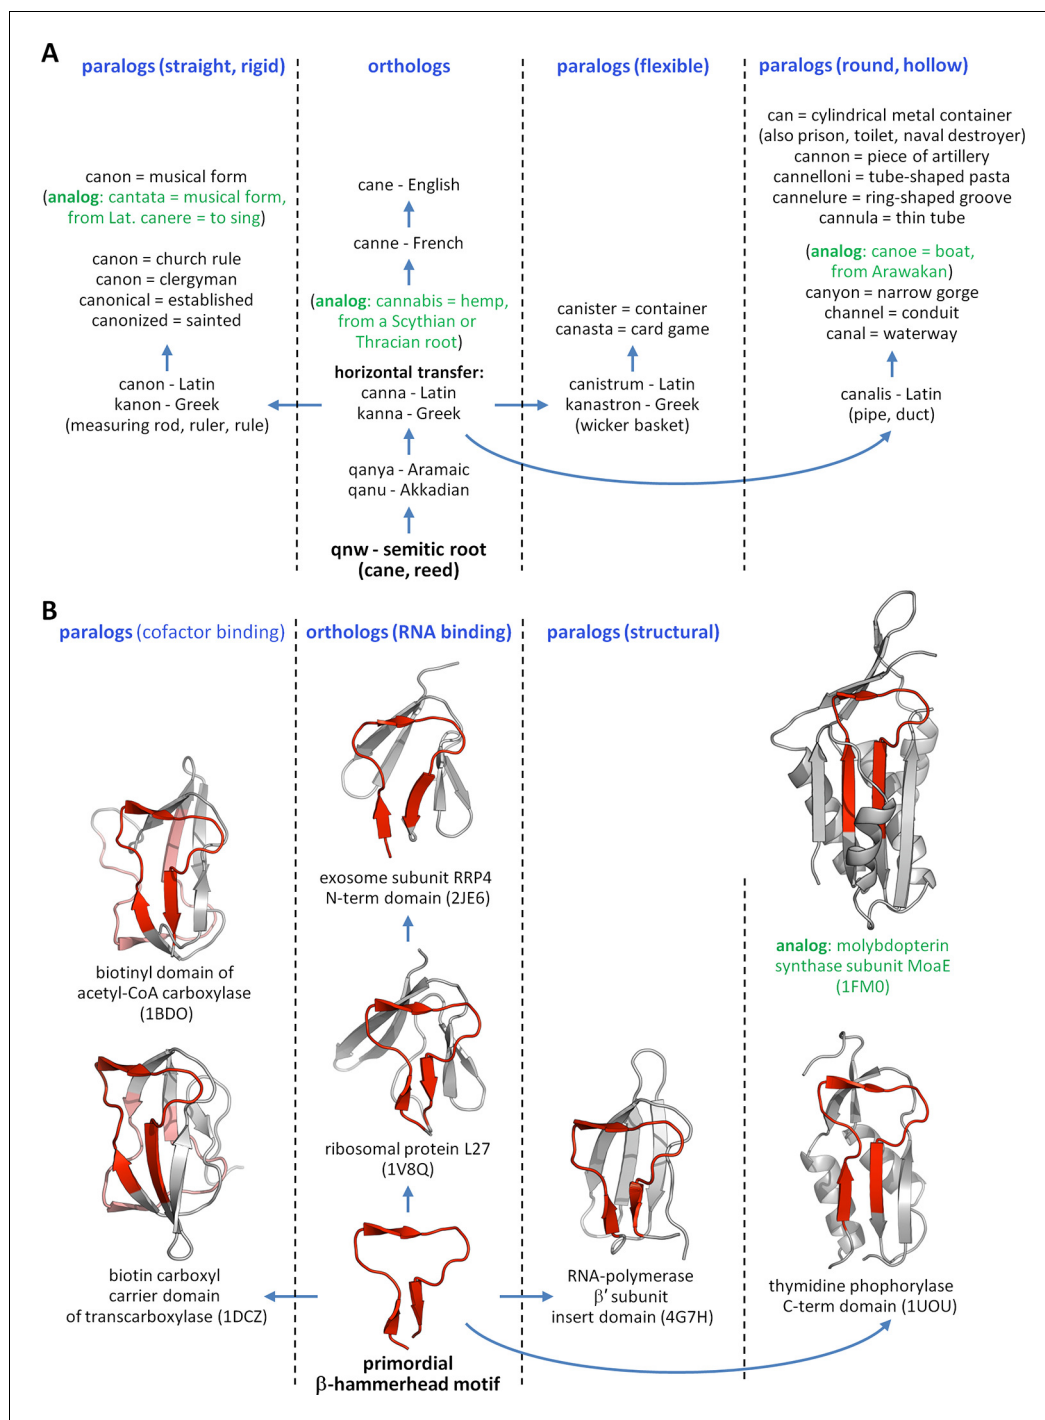 A
paralogs (straight, rigid)
canon = musical form
(analog: cantata = musical form,
from Lat. canere = to sing)
canon = church rule
canon = clergyman
canonical = established
canonized = sainted
canon - Latin
kanon - Greek
(measuring rod, ruler, rule)
orthologs
cane - English
canne - French
(analog: cannabis = hemp,
from a Scythian or
Thracian root)
horizontal transfer:
canna - Latin
kanna - Greek
qanya - Aramaic
qanu - Akkadian
qnw - semitic root
(cane, reed)
paralogs (flexible)
canister = container
canasta = card game
canistrum - Latin
kanastron - Greek
(wicker basket)
paralogs (round, hollow)
can = cylindrical metal container
(also prison, toilet, naval destroyer)
cannon = piece of artillery
cannelloni = tube-shaped pasta
cannelure = ring-shaped groove
cannula = thin tube
(analog: canoe = boat,
from Arawakan)
canyon = narrow gorge
channel = conduit
canal = waterway
canalis - Latin
(pipe, duct)
B
paralogs (cofactor binding)
biotinyl domain of
acetyl-CoA carboxylase
(1BDO)
biotin carboxyl
carrier domain
of transcarboxylase (1DCZ)
orthologs (RNA binding)
exosome subunit RRP4
N-term domain (2JE6)
ribosomal protein L27
(1V8Q)
primordial
β-hammerhead motif
paralogs (structural)
RNA-polymerase
β′ subunit
insert domain (4G7H)
analog: molybdopterin
synthase subunit MoaE
(1FM0)
thymidine phophorylase
C-term domain (1UOU)